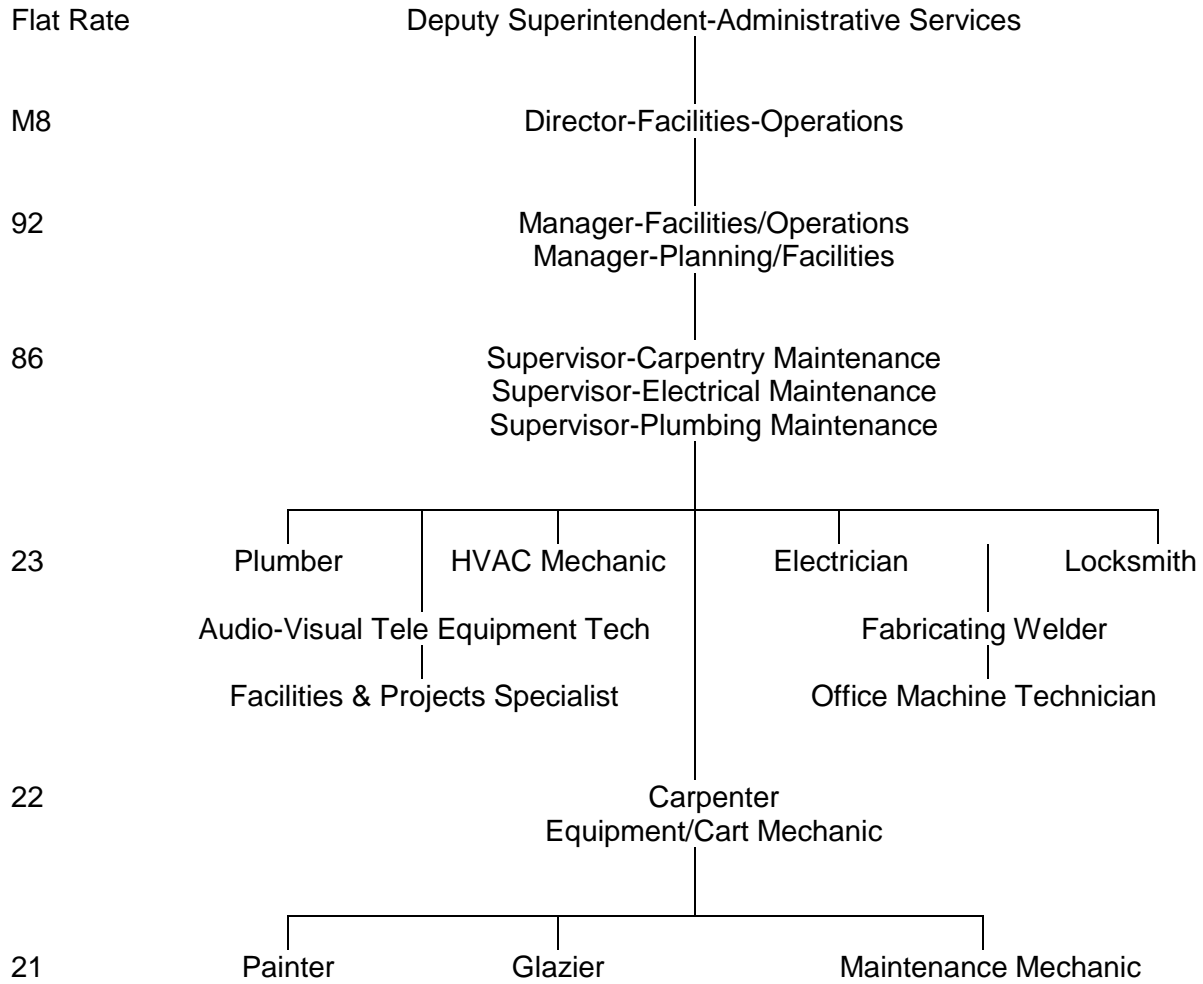 Flat Rate Deputy Superintendent-Administrative Services
M8 Director-Facilities-Operations
92 Manager-Facilities/Operations
Manager-Planning/Facilities
86 Supervisor-Carpentry Maintenance
Supervisor-Electrical Maintenance
Supervisor-Plumbing Maintenance
23 Plumber HVAC Mechanic Electrician Locksmith
Audio-Visual Tele Equipment Tech Fabricating Welder
Facilities & Projects Specialist Office Machine Technician
22 Carpenter
Equipment/Cart Mechanic
21 Painter Glazier Maintenance Mechanic